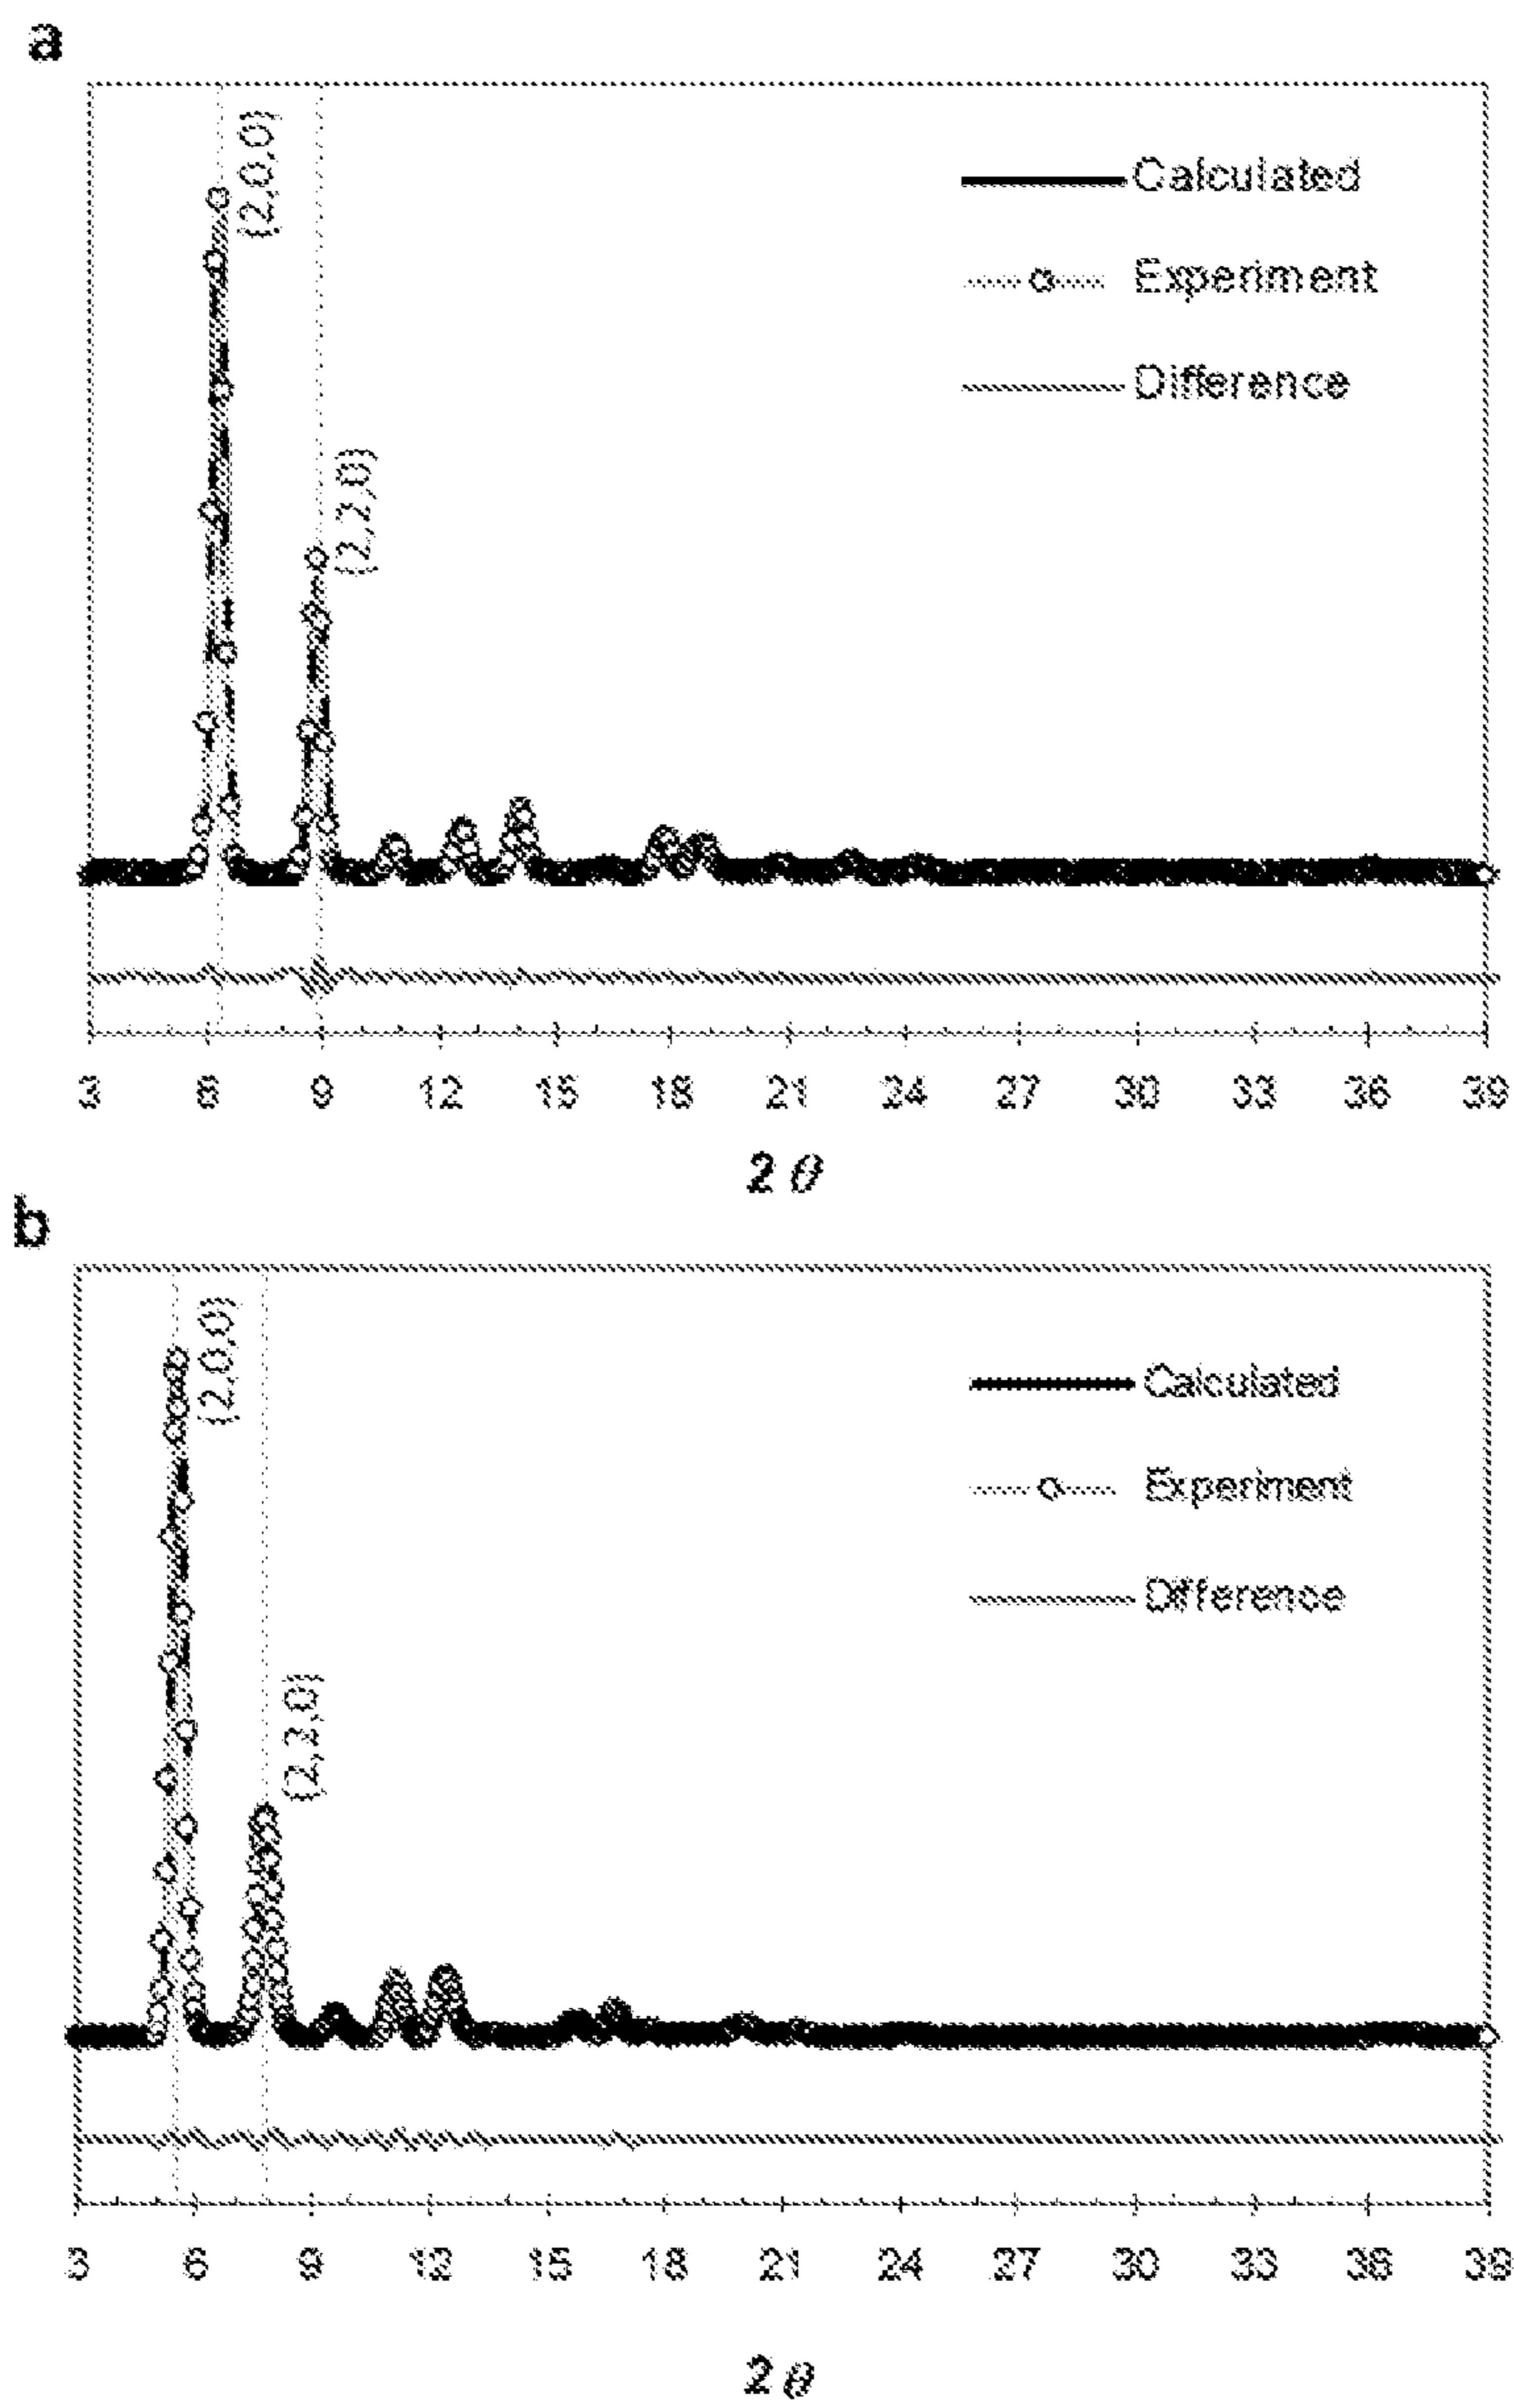 a
(2,0,0)
(2,2,0)
Calculated
Experiment
Difference
3 6 9 12 15 18 21 24 27 30 33 36 39
2θ
b
(2,0,0)
(2,2,0)
Calculated
Experiment
Difference
3 6 9 12 15 18 21 24 27 30 33 36 39
2θ